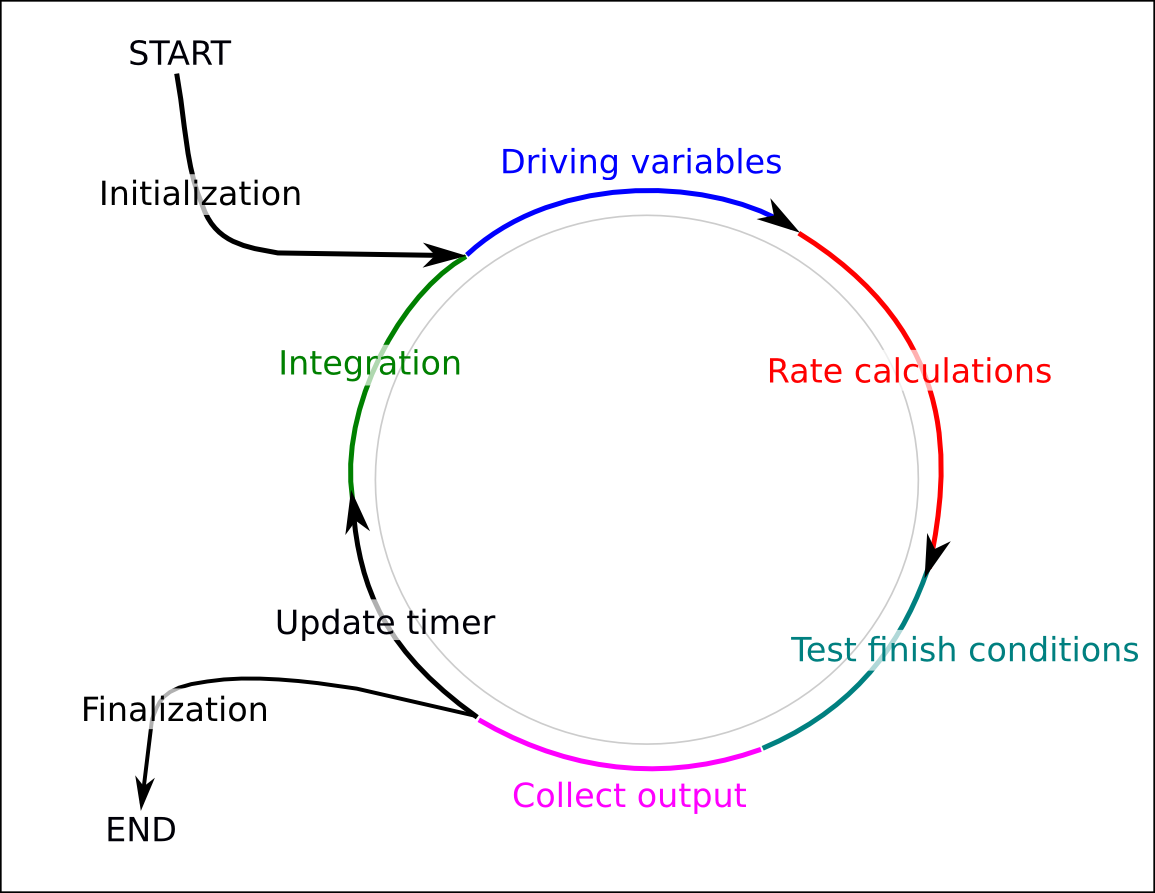 START
Initialization
Driving variables
Integration
Rate calculations
Update timer
Test finish conditions
Finalization
Collect output
END